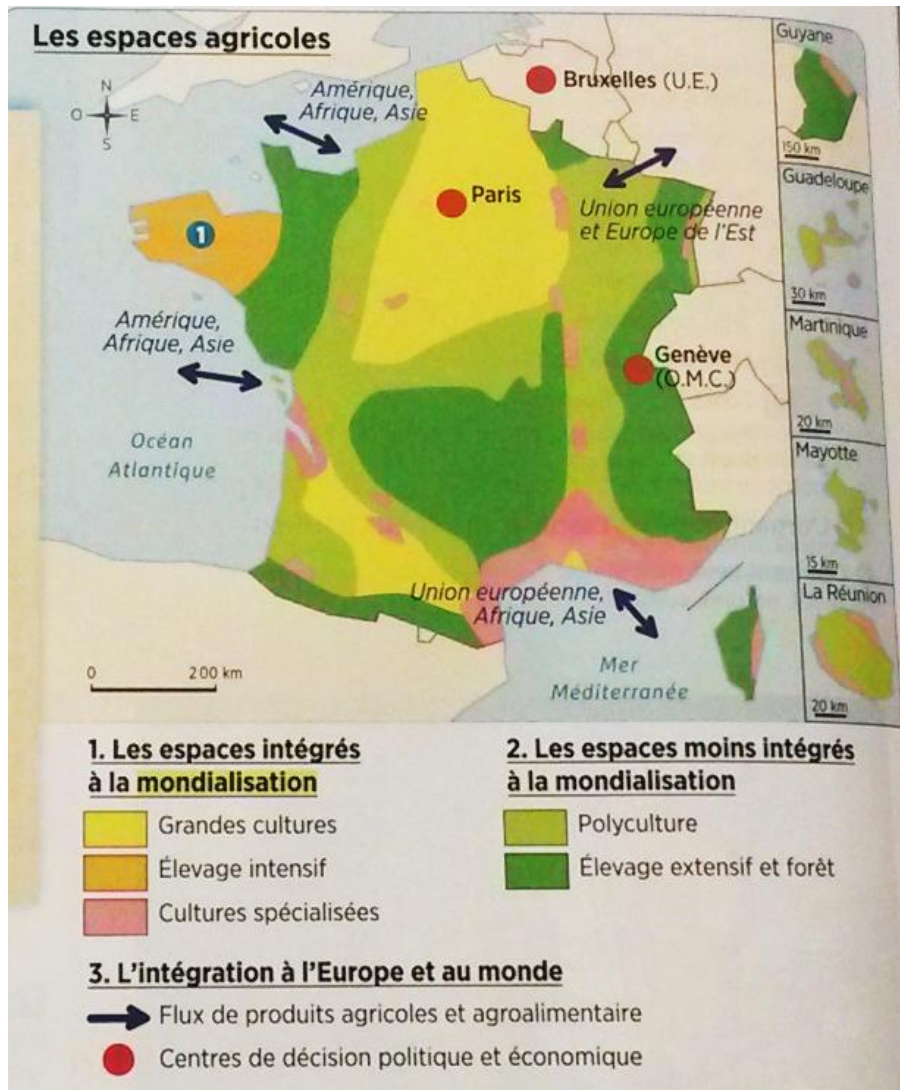 Les espaces agricoles
N
O E
S
Amérique,
Afrique, Asie
Bruxelles (U.E.)
Paris
Union européenne
et Europe de l'Est
1
Amérique,
Afrique, Asie
Genève
(O.M.C.)
Océan
Atlantique
Union européenne,
Afrique, Asie
Mer
Méditerranée
0 200 km
Guyane
150 km
Guadeloupe
30 km
Martinique
20 km
Mayotte
15 km
La Réunion
20 km
1. Les espaces intégrés
à la mondialisation
Grandes cultures
Élevage intensif
Cultures spécialisées
2. Les espaces moins intégrés
à la mondialisation
Polyculture
Élevage extensif et forêt
3. L'intégration à l'Europe et au monde
Flux de produits agricoles et agroalimentaire
Centres de décision politique et économique